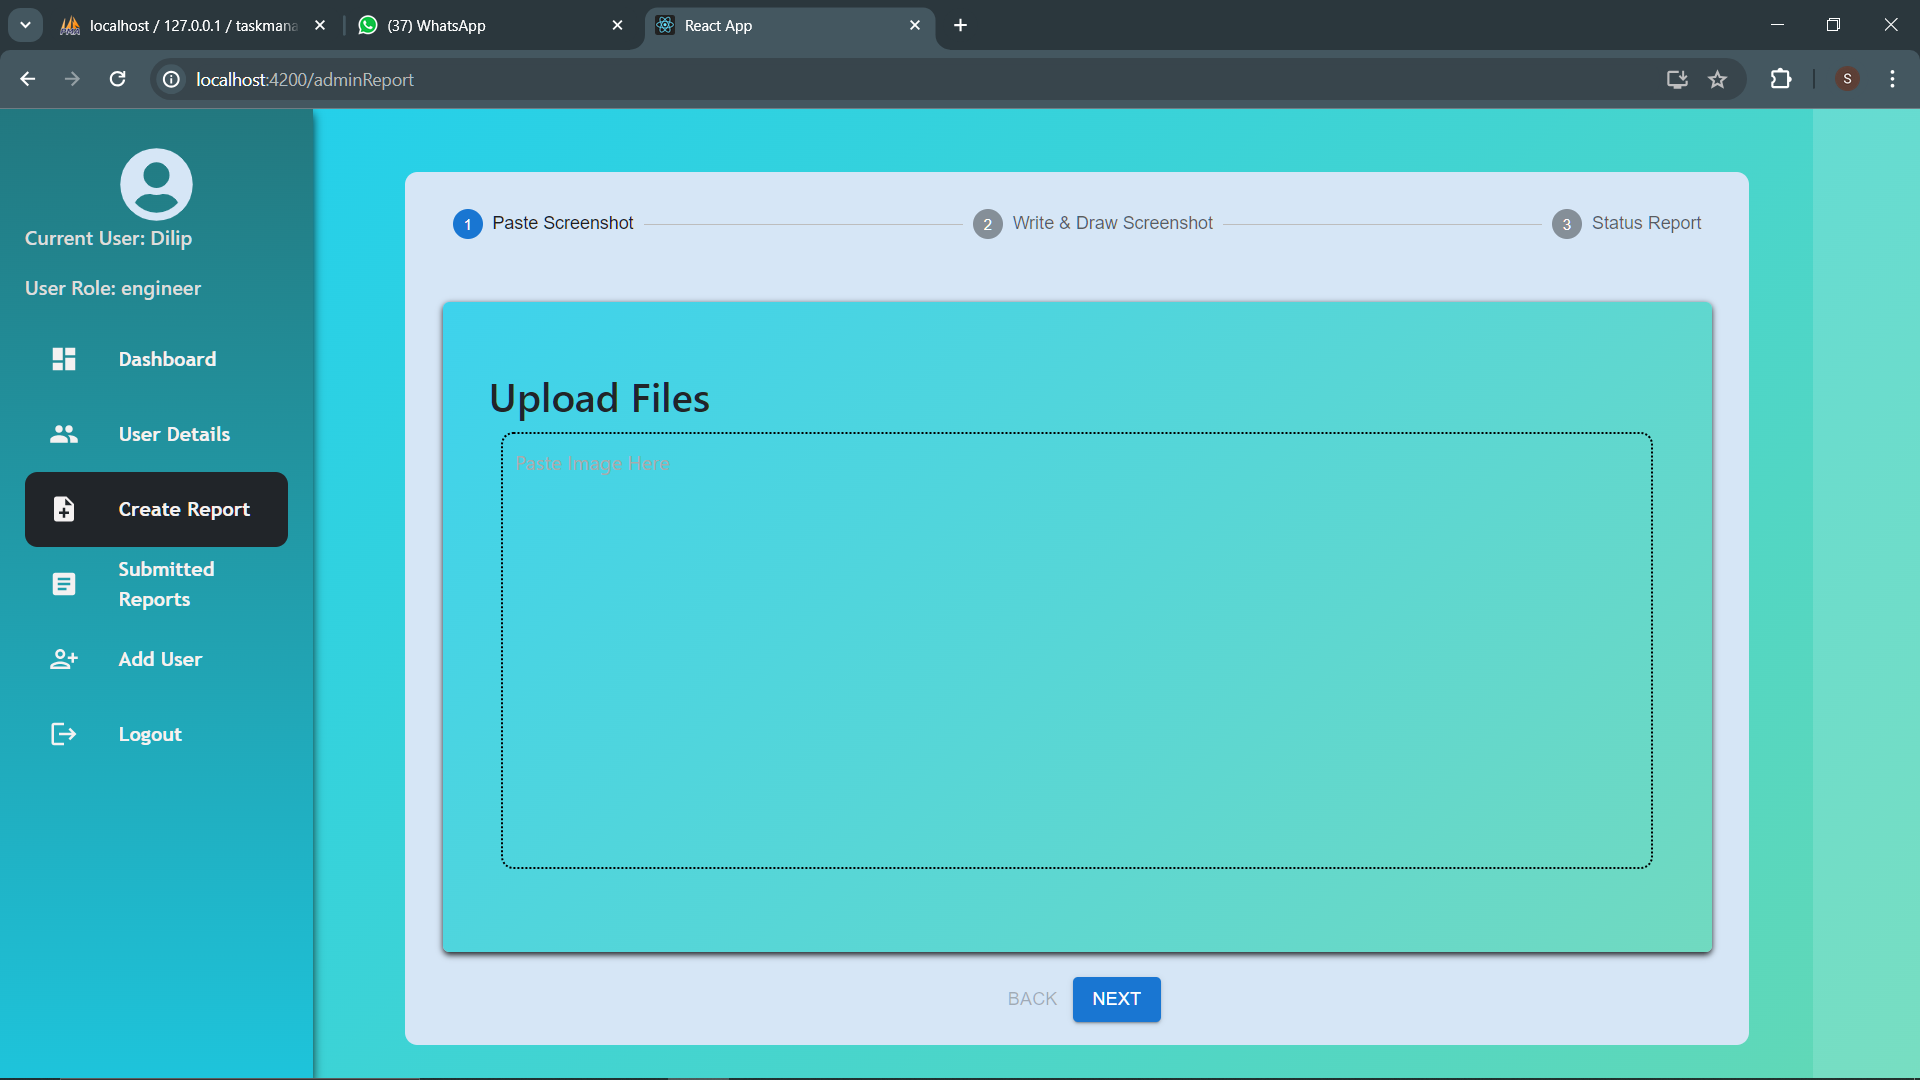 localhost / 127.0.0.1 / taskmana
(37) WhatsApp
React App
localhost:4200/adminReport
S
Current User: Dilip
User Role: engineer
Dashboard
User Details
Create Report
Submitted
Reports
Add User
Logout
1 Paste Screenshot
2 Write & Draw Screenshot
3 Status Report
Upload Files
Paste Image Here
BACK
NEXT